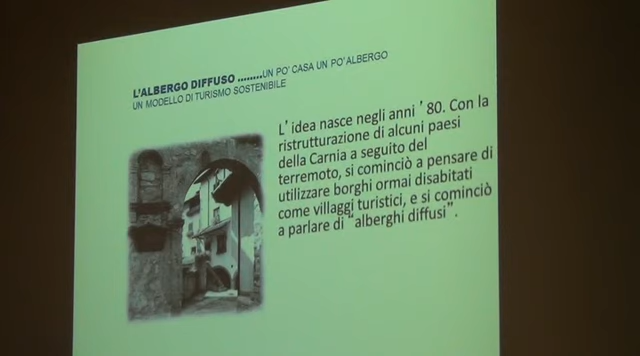 L'ALBERGO DIFFUSO ........UN PO' CASA UN PO' ALBERGO
UN MODELLO DI TURISMO SOSTENIBILE
L'idea nasce negli anni '80. Con la
ristrutturazione di alcuni paesi
della Carnia a seguito del
terremoto, si cominciò a pensare di
utilizzare borghi ormai disabitati
come villaggi turistici, e si cominciò
a parlare di "alberghi diffusi".